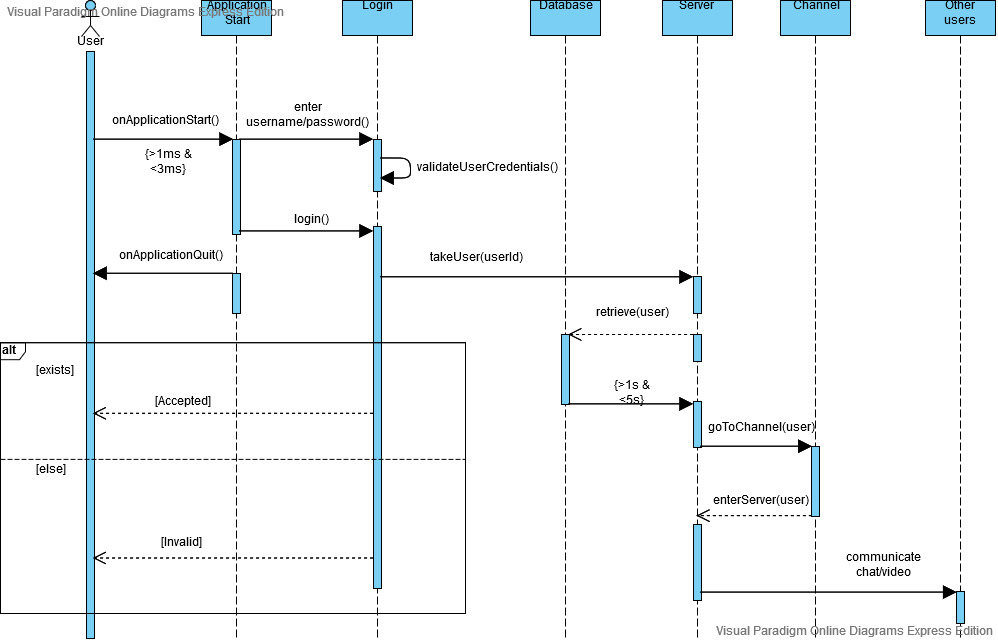 Visual Paradigm Online Diagrams Express Edition
Application
Start
Login
Database
Server
Channel
Other
users
User
onApplicationStart()
enter
username/password()
{>1ms &
<3ms}
validateUserCredentials()
login()
onApplicationQuit()
takeUser(userId)
retrieve(user)
alt
[exists]
{>1s &
<5s}
[Accepted]
goToChannel(user)
[else]
enterServer(user)
[Invalid]
communicate
chat/video
Visual Paradigm Online Diagrams Express Edition